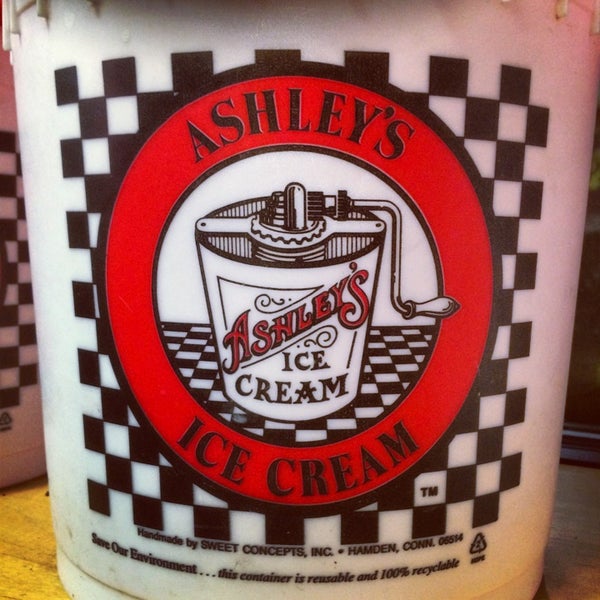 ASHLEY'S
ASHLEY'S
ICE
CREAM
ICE CREAM
TM
Handmade by SWEET CONCEPTS, INC. • HAMDEN, CONN. 06514
Save Our Environment . . . this container is reusable and 100% recyclable